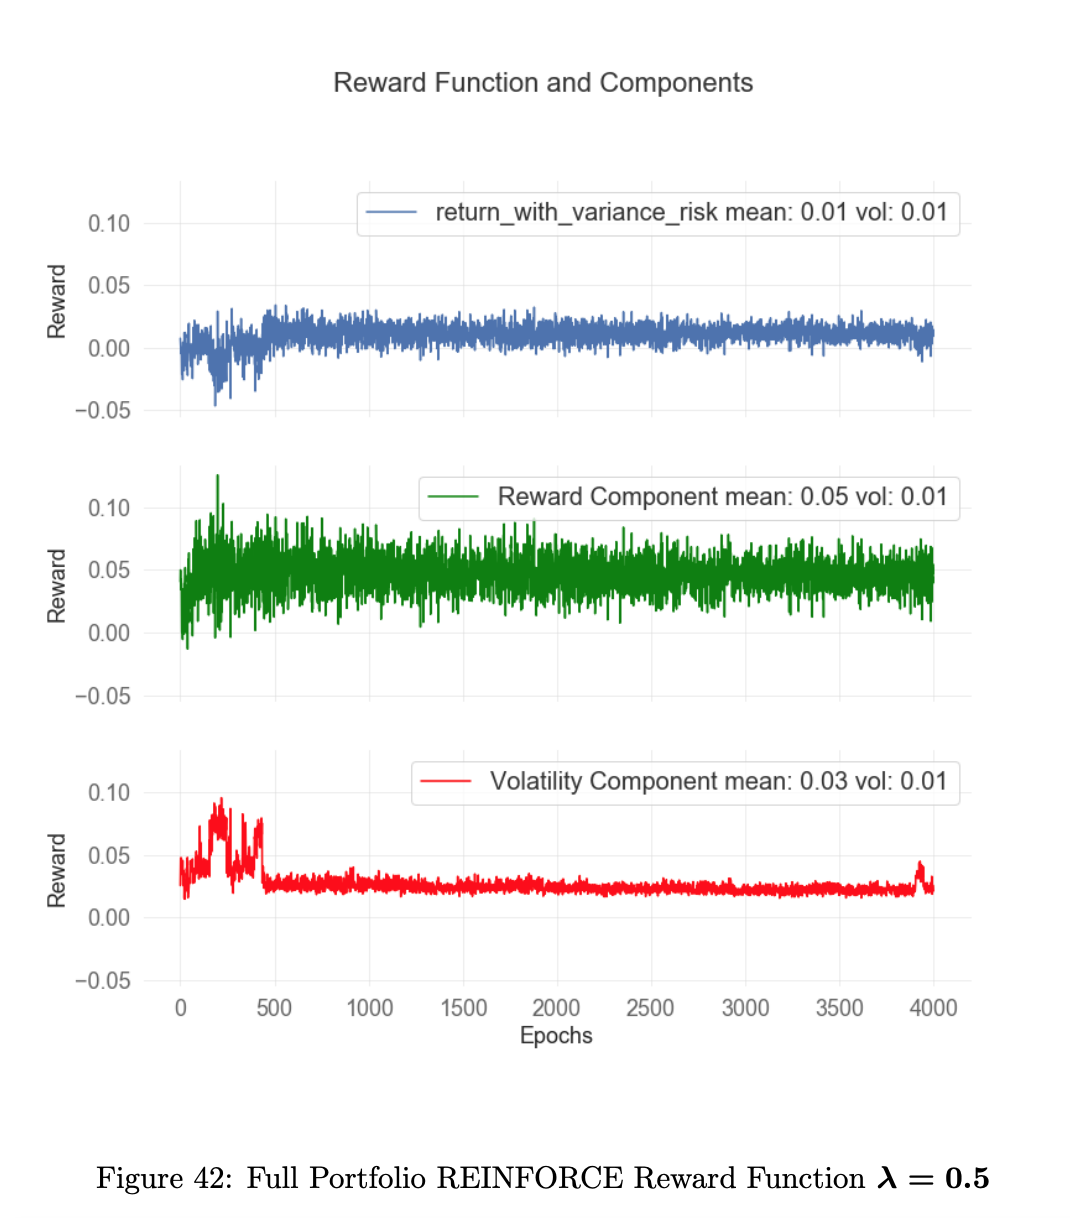 Reward Function and Components
return_with_variance_risk mean: 0.01 vol: 0.01
0.10
0.05
0.00
−0.05
Reward
Reward Component mean: 0.05 vol: 0.01
0.10
0.05
0.00
−0.05
Reward
Volatility Component mean: 0.03 vol: 0.01
0.10
0.05
0.00
−0.05
Reward
0 500 1000 1500 2000 2500 3000 3500 4000
Epochs
Figure 42: Full Portfolio REINFORCE Reward Function λ = 0.5